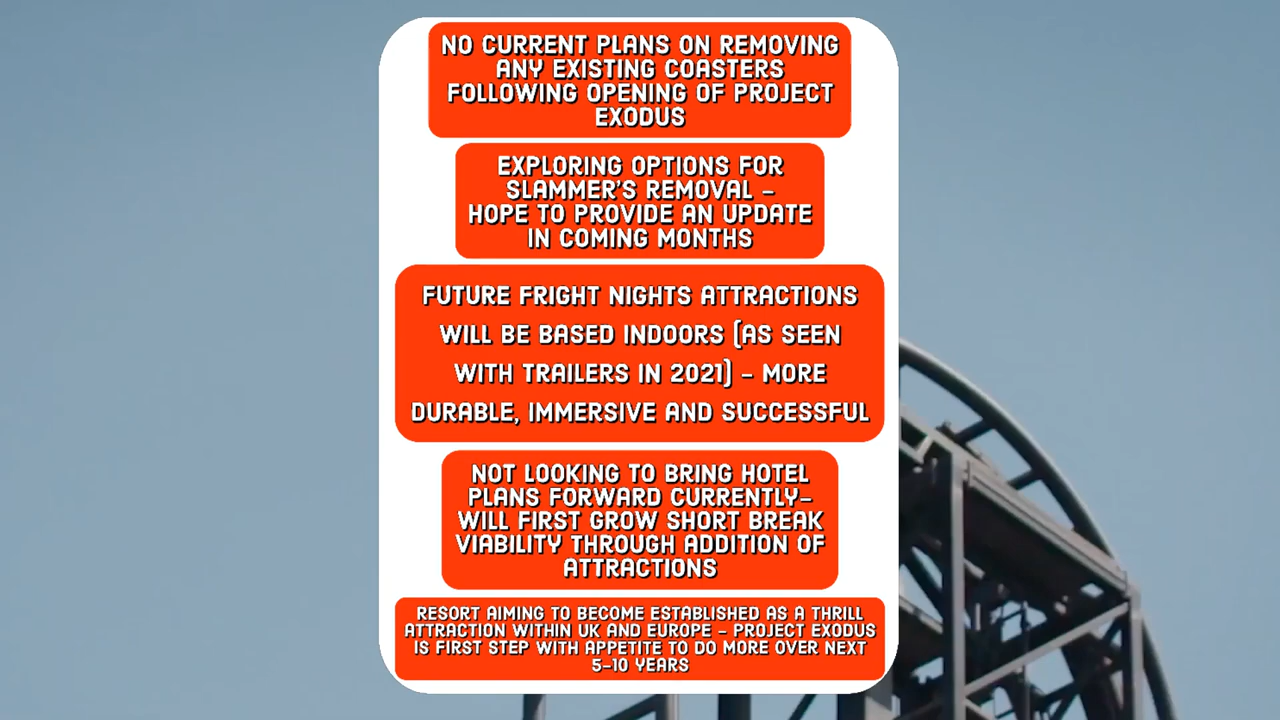 NO CURRENT PLANS ON REMOVING
ANY EXISTING COASTERS
FOLLOWING OPENING OF PROJECT
EXODUS
EXPLORING OPTIONS FOR
SLAMMER'S REMOVAL –
HOPE TO PROVIDE AN UPDATE
IN COMING MONTHS
FUTURE FRIGHT NIGHTS ATTRACTIONS
WILL BE BASED INDOORS (AS SEEN
WITH TRAILERS IN 2021) – MORE
DURABLE, IMMERSIVE AND SUCCESSFUL
NOT LOOKING TO BRING HOTEL
PLANS FORWARD CURRENTLY–
WILL FIRST GROW SHORT BREAK
VIABILITY THROUGH ADDITION OF
ATTRACTIONS
RESORT AIMING TO BECOME ESTABLISHED AS A THRILL
ATTRACTION WITHIN UK AND EUROPE – PROJECT EXODUS
IS FIRST STEP WITH APPETITE TO DO MORE OVER NEXT
5–10 YEARS